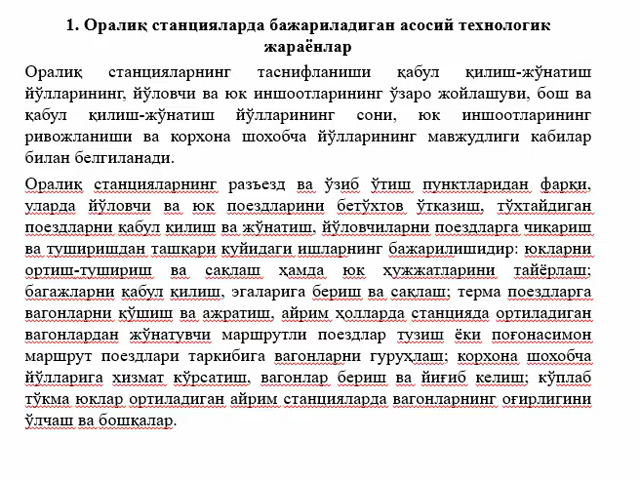 1. Оралиқ станцияларда бажариладиган асосий технологик
жараёнлар
Оралиқ станцияларнинг таснифланиши қабул қилиш-жўнатиш
йўлларининг, йўловчи ва юк иншоотларининг ўзаро жойлашуви, бош ва
қабул қилиш-жўнатиш йўлларининг сони, юк иншоотларининг
ривожланиши ва корхона шохобча йўлларининг мавжудлиги кабилар
билан белгиланади.
Оралиқ станцияларнинг разъезд ва ўзиб ўтиш пунктларидан фарқи,
уларда йўловчи ва юк поездларини бетўхтов ўтказиш, тўхтайдиган
поездларни қабул килиш ва жўнатиш, йўловчиларни поездларга чиқариш
ва туширишдан ташқари қуйидаги ишларнинг бажарилишидир: юкларни
ортиш-тушириш ва сақлаш ҳамда юк ҳужжатларини тайёрлаш;
багажларни қабул қилиш, эгаларига бериш ва сақлаш; терма поездларга
вагонларни қўшиш ва ажратиш, айрим ҳолларда станцияда ортиладиган
вагонлардан жўнатувчи маршрутли поездлар тузиш ёки поғонасимон
маршрут поездлари таркибига вагонларни гуруҳлаш; корхона шохобча
йўлларига хизмат кўрсатиш, вагонлар бериш ва йиғиб келиш; кўплаб
тўкма юклар ортиладиган айрим станцияларда вагонларнинг оғирлигини
ўлчаш ва бошқалар.